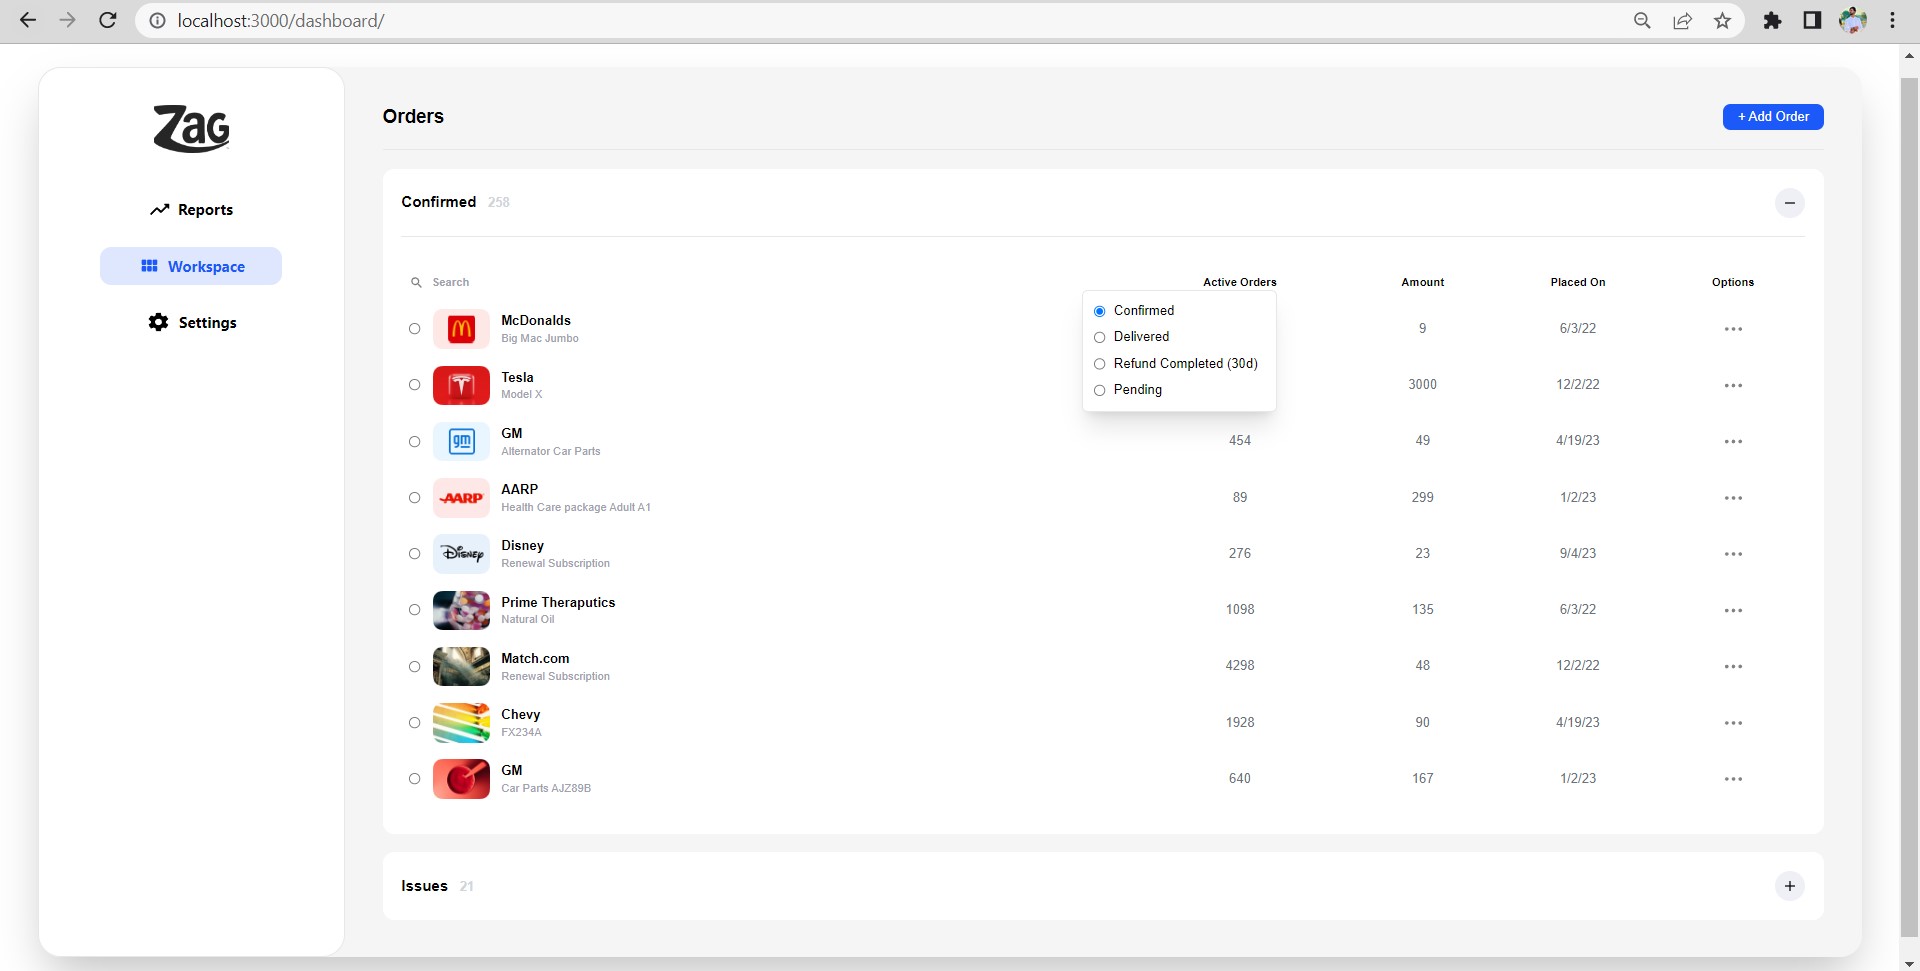 localhost:3000/dashboard/
Zag
Orders
+ Add Order
Reports
Workspace
Settings
Confirmed 258
Search Active Orders Amount Placed On Options
Confirmed
Delivered
Refund Completed (30d)
Pending
McDonalds 9 6/3/22
Big Mac Jumbo
Tesla 3000 12/2/22
Model X
gm GM 454 49 4/19/23
Alternator Car Parts
AARP AARP 89 299 1/2/23
Health Care package Adult A1
Disney Disney 276 23 9/4/23
Renewal Subscription
Prime Theraputics 1098 135 6/3/22
Natural Oil
Match.com 4298 48 12/2/22
Renewal Subscription
Chevy 1928 90 4/19/23
FX234A
GM 640 167 1/2/23
Car Parts AJZ89B
Issues 21